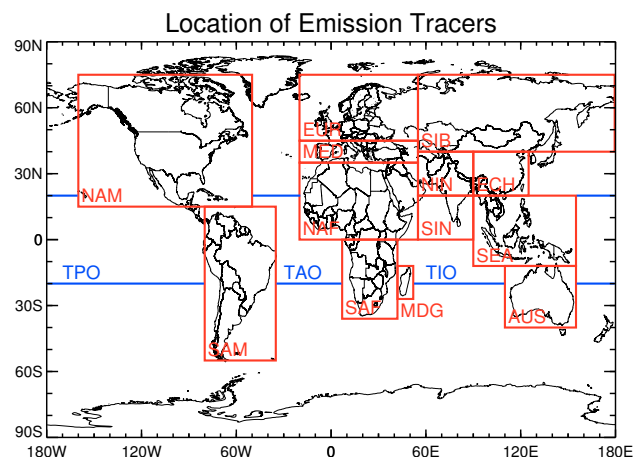 Location of Emission Tracers
90N
60N
EUR
SIB
MED
30N
NAM
NIN
ECH
NAF
SIN
SEA
0
TPO
TAO
TIO
30S
SAF
MDG
AUS
SAM
60S
90S
180W
120W
60W
0
60E
120E
180E